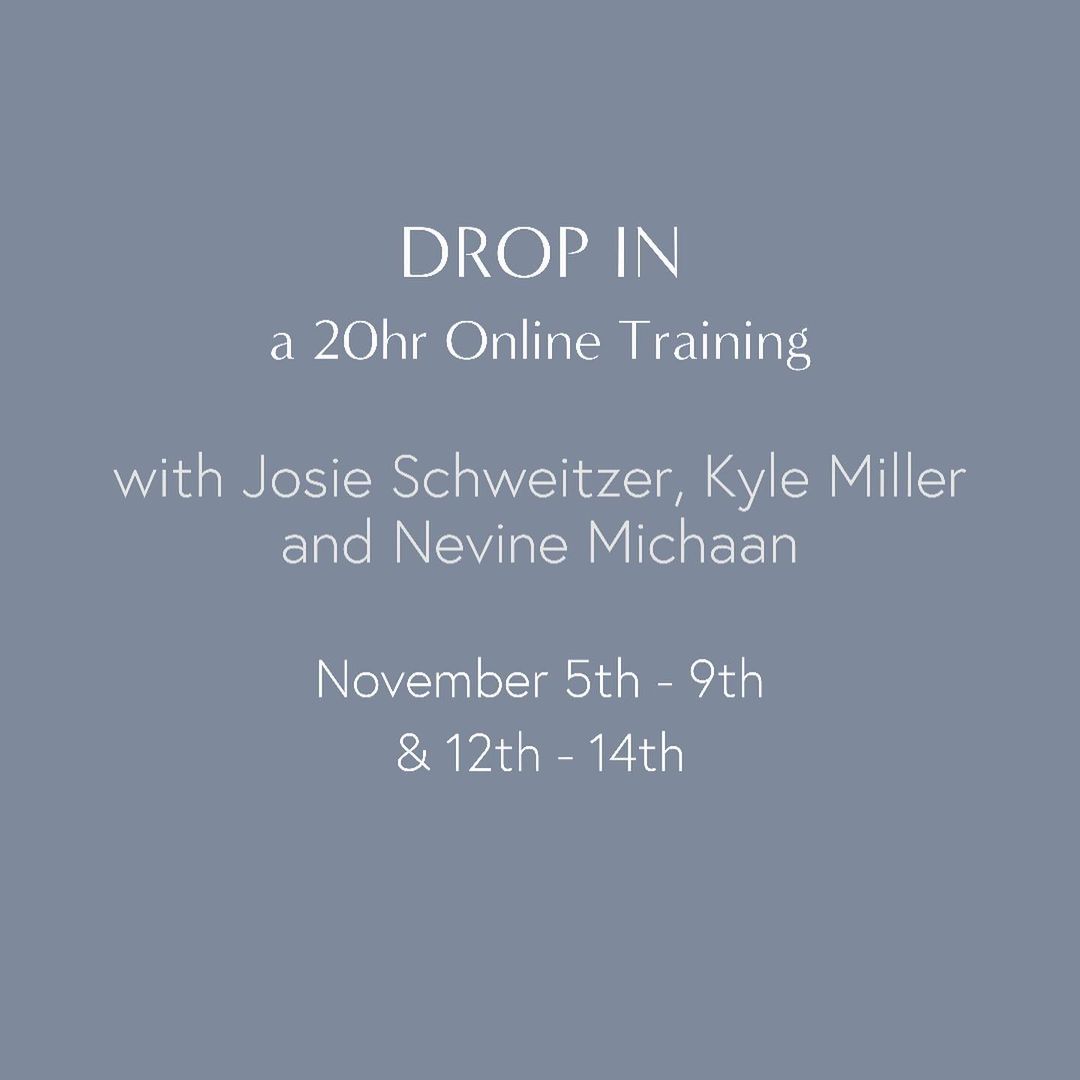 DROP IN
a 20hr Online Training
with Josie Schweitzer, Kyle Miller
and Nevine Michaan
November 5th - 9th
& 12th - 14th